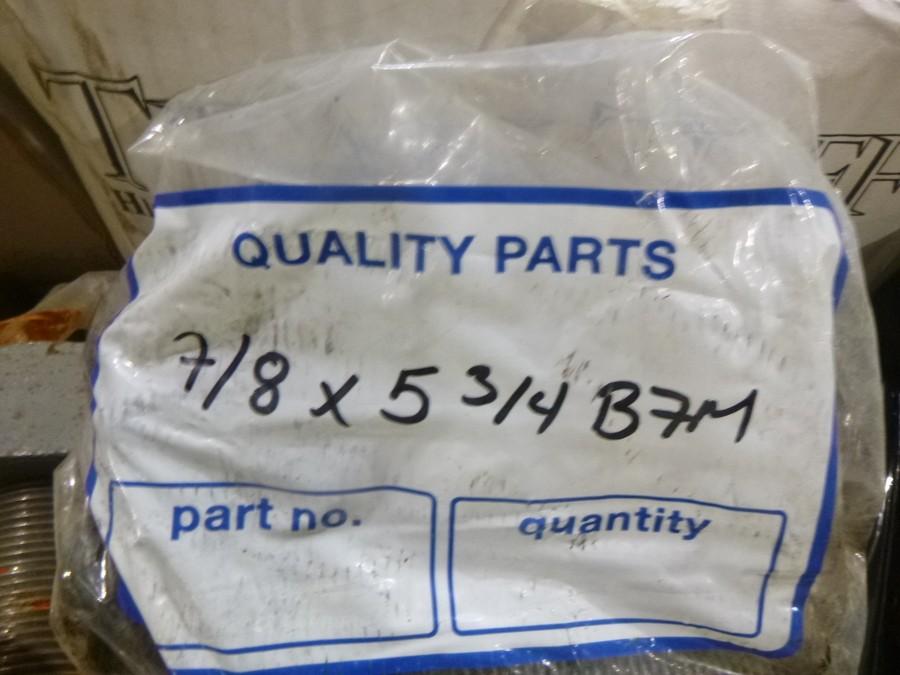 QUALITY PARTS
7/8 x 5 3/4 B7M
part no.
quantity